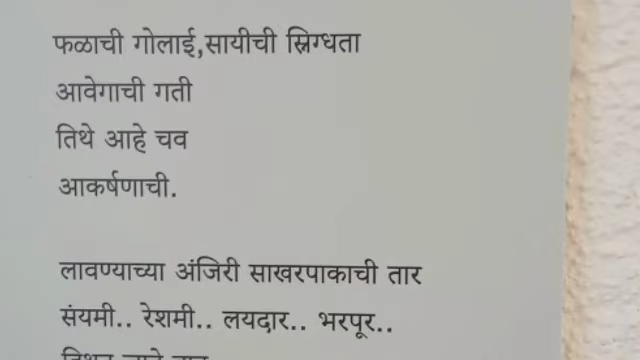 फळाची गोलाई,सायीची स्निग्धता
आवेगाची गती
तिथे आहे चव
आकर्षणाची.
लावण्याच्या अंजिरी साखरपाकाची तार
संयमी.. रेशमी.. लयदार.. भरपूर..